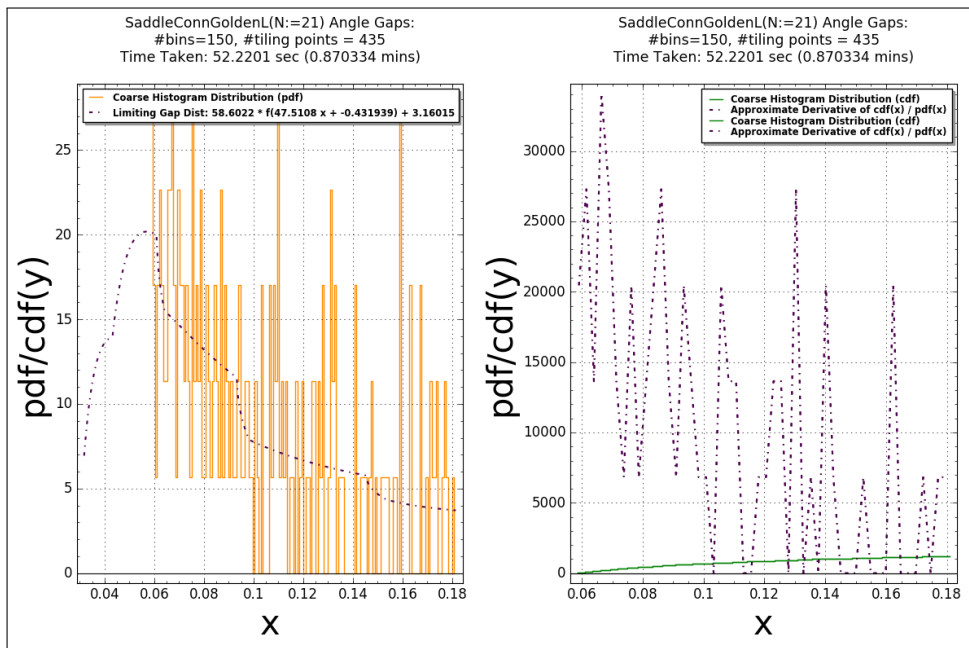 SaddleConnGoldenL(N:=21) Angle Gaps:
#bins=150, #tiling points = 435
Time Taken: 52.2201 sec (0.870334 mins)
Coarse Histogram Distribution (pdf)
Limiting Gap Dist: 58.6022 * f(47.5108 x + -0.431939) + 3.16015
pdf/cdf(y)
25
20
15
10
5
0
0.04 0.06 0.08 0.1 0.12 0.14 0.16 0.18
x
SaddleConnGoldenL(N:=21) Angle Gaps:
#bins=150, #tiling points = 435
Time Taken: 52.2201 sec (0.870334 mins)
Coarse Histogram Distribution (cdf)
Approximate Derivative of cdf(x) / pdf(x)
Coarse Histogram Distribution (cdf)
Approximate Derivative of cdf(x) / pdf(x)
pdf/cdf(y)
30000
25000
20000
15000
10000
5000
0
0.06 0.08 0.1 0.12 0.14 0.16 0.18
x